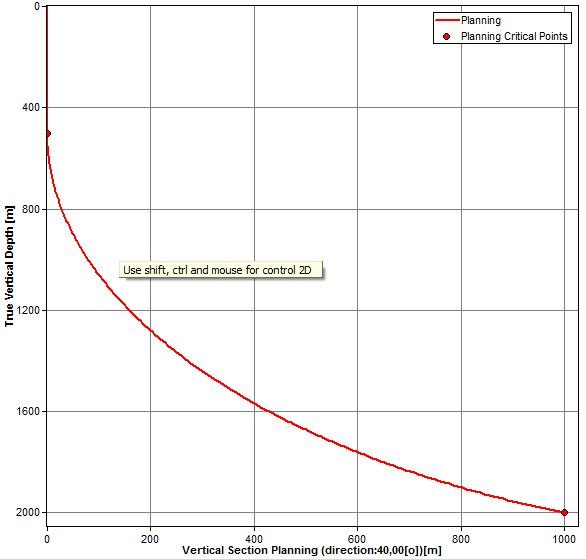 0
Planning
Planning Critical Points
400
800
Use shift, ctrl and mouse for control 2D
1200
1600
2000
True Vertical Depth [m]
0
200
400
600
800
1000
Vertical Section Planning (direction:40,00[o])[m]